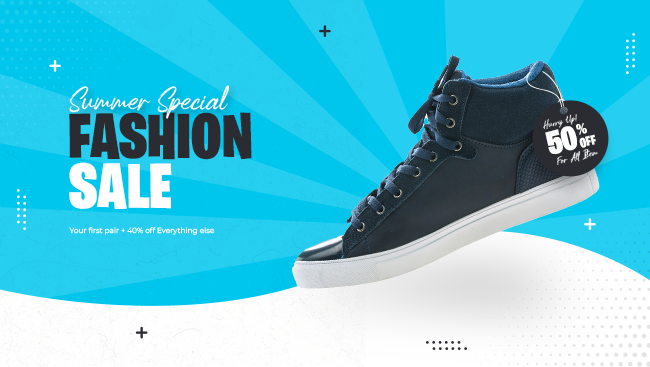 Summer Special
FASHION
SALE
Your first pair + 40% off Everything else
Hurry Up!
50% OFF
For All Item